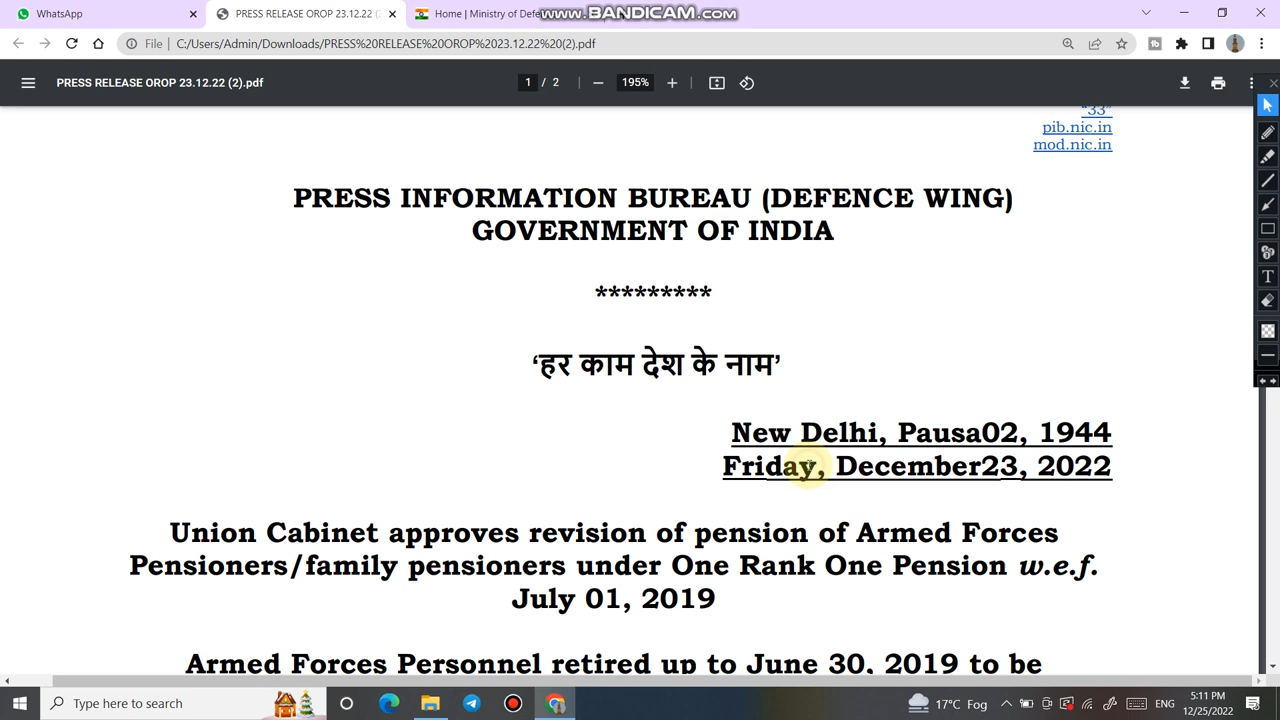 WhatsApp
PRESS RELEASE OROP 23.12.22 (2
Home | Ministry of Defe
www.BANDICAM.com
File | C:/Users/Admin/Downloads/PRESS%20RELEASE%20OROP%2023.12.22%20(2).pdf
PRESS RELEASE OROP 23.12.22 (2).pdf
1 / 2
195%
"33"
pib.nic.in
mod.nic.in
PRESS INFORMATION BUREAU (DEFENCE WING)
GOVERNMENT OF INDIA
*********
‘हर काम देश के नाम’
New Delhi, Pausa02, 1944
Friday, December23, 2022
Union Cabinet approves revision of pension of Armed Forces
Pensioners/family pensioners under One Rank One Pension w.e.f.
July 01, 2019
Armed Forces Personnel retired up to June 30, 2019 to be
Type here to search
17°C Fog
ENG
5:11 PM
12/25/2022